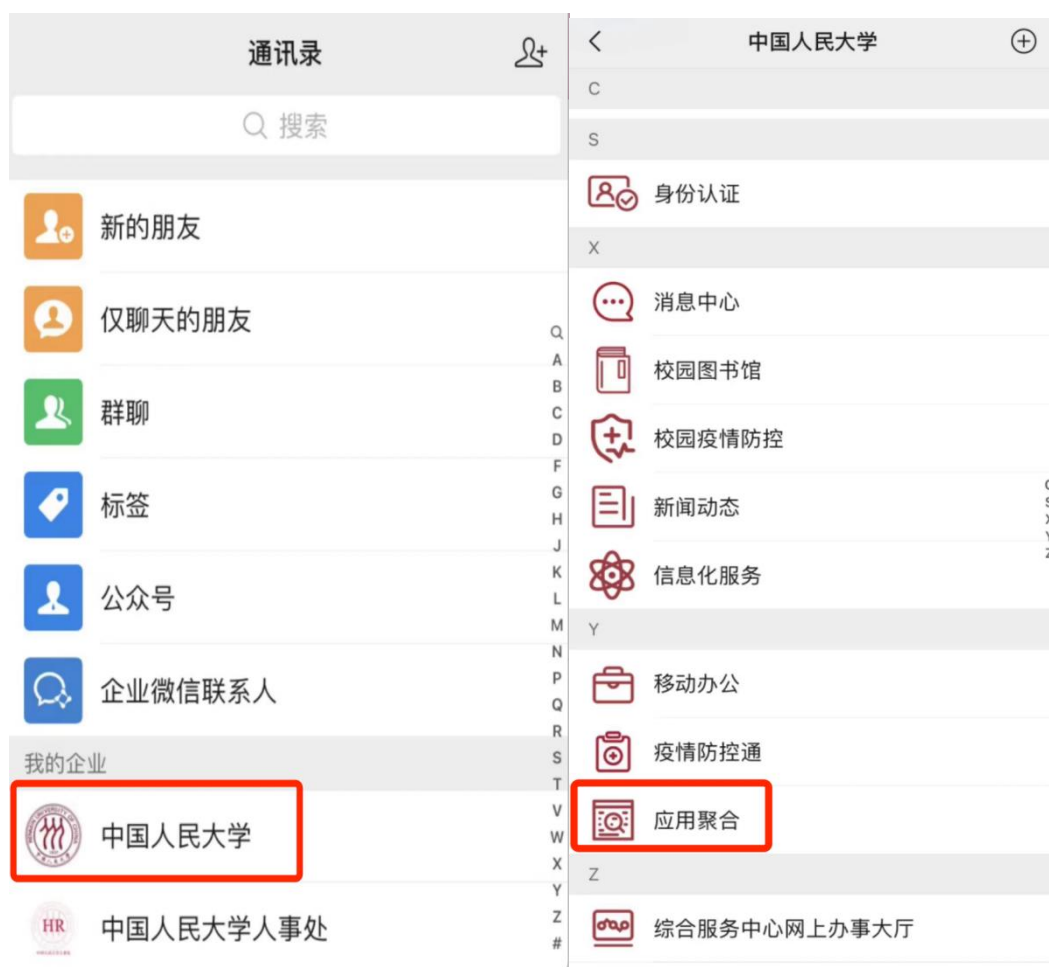 通讯录
搜索
新的朋友
仅聊天的朋友
群聊
标签
公众号
企业微信联系人
我的企业
中国人民大学
HR
中国人民大学人事处
A
B
C
D
F
G
H
J
K
L
M
N
P
Q
R
S
T
V
W
X
Y
Z
#
中国人民大学
C
S
身份认证
X
消息中心
校园图书馆
校园疫情防控
新闻动态
信息化服务
Y
移动办公
疫情防控通
应用聚合
Z
综合服务中心网上办事大厅